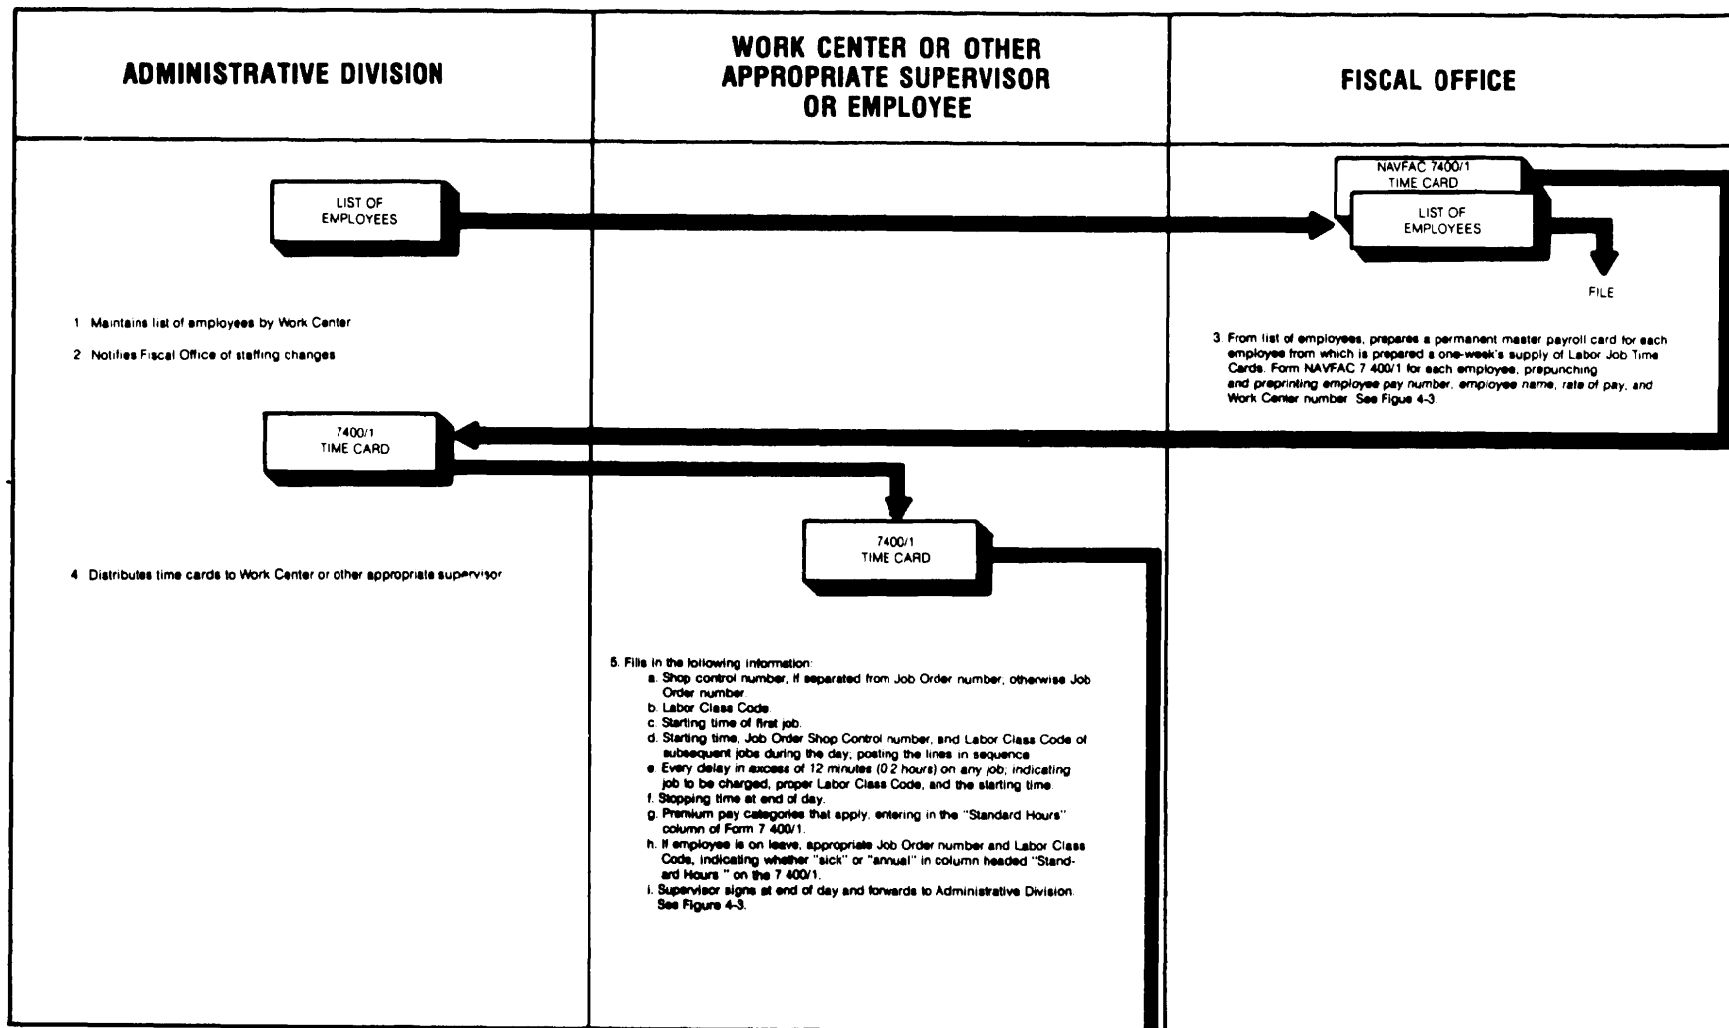 ADMINISTRATIVE DIVISION
WORK CENTER OR OTHER
APPROPRIATE SUPERVISOR
OR EMPLOYEE
FISCAL OFFICE
LIST OF
EMPLOYEES
NAVFAC 7400/1
TIME CARD
LIST OF
EMPLOYEES
FILE
1 Maintains list of employees by Work Center
2 Notifies Fiscal Office of staffing changes
3. From list of employees, prepares a permanent master payroll card for each
employee from which is prepared a one-week's supply of Labor Job Time
Cards. Form NAVFAC 7 400/1 for each employee, prepunching
and preprinting employee pay number, employee name, rate of pay, and
Work Center number. See Figue 4-3.
7400/1
TIME CARD
7400/1
TIME CARD
4 Distributes time cards to Work Center or other appropriate supervisor
5. Fills in the following information:
a. Shop control number, if separated from Job Order number; otherwise Job
Order number.
b. Labor Class Code.
c. Starting time of first job.
d. Starting time, Job Order Shop Control number, and Labor Class Code of
subsequent jobs during the day; posting the lines in sequence
e. Every delay in excess of 12 minutes (0.2 hours) on any job; indicating
job to be charged, proper Labor Class Code, and the starting time.
f. Stopping time at end of day.
g. Premium pay categories that apply, entering in the "Standard Hours"
column of Form 7 400/1.
h. If employee is on leave, appropriate Job Order number and Labor Class
Code, indicating whether "sick" or "annual" in column headed "Stand-
ard Hours " on the 7 400/1.
i. Supervisor signs at end of day and forwards to Administrative Division.
See Figure 4-3.